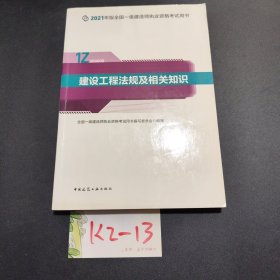 2021年版全国一级建造师执业资格考试用书
1Z
建设工程法规及相关知识
全国一级建造师执业资格考试用书编写委员会◎编写
中国建筑工业出版社
K2-13